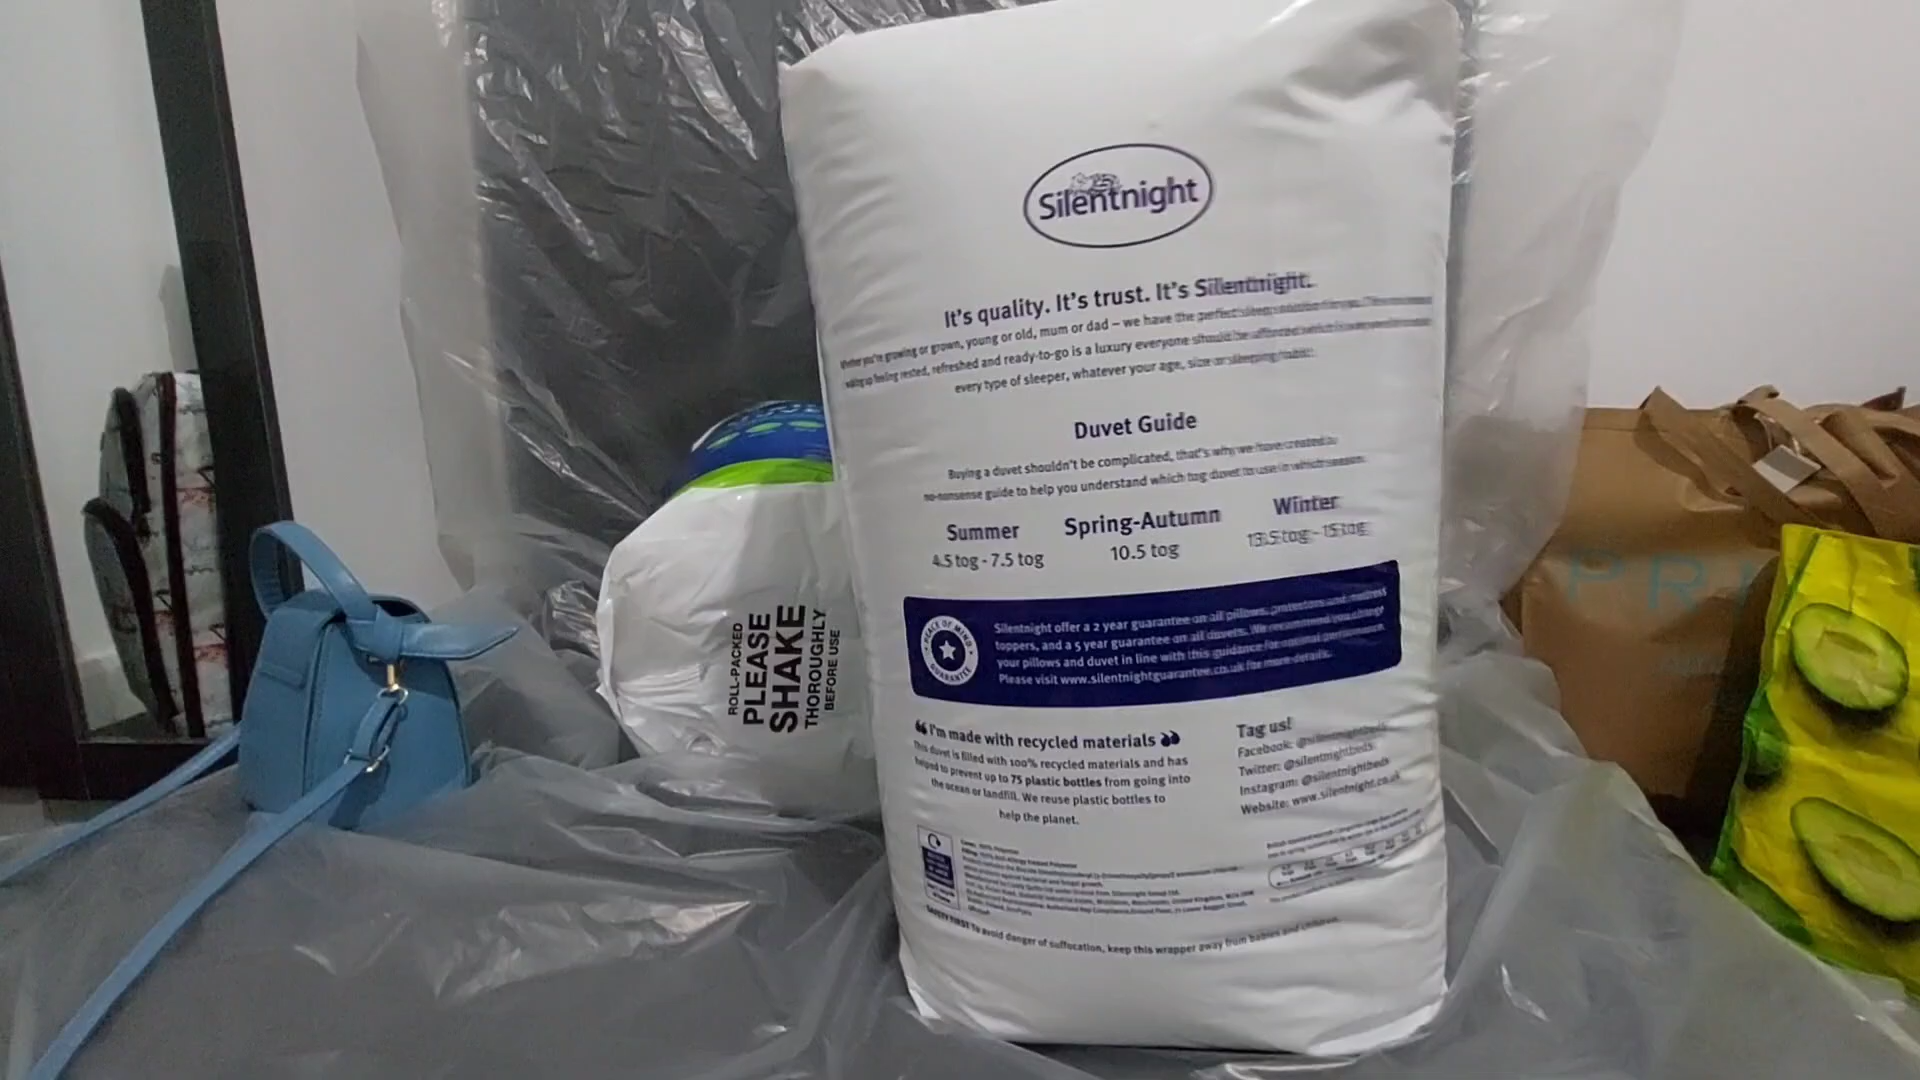 Silentnight
It's quality. It's trust. It's Silentnight.
Whether you're growing or grown, young or old, mum or dad – we have the perfect sleep solution for you.
waking up feeling rested, refreshed and ready-to-go is a luxury everyone should be afforded which is why we
every type of sleeper, whatever your age, size or sleeping habit.
Duvet Guide
Buying a duvet shouldn't be complicated, that's why we have created a
no-nonsense guide to help you understand which tog duvet to use in which season.
Summer
4.5 tog - 7.5 tog
Spring-Autumn
10.5 tog
Winter
13.5 tog - 15 tog
PEACE OF MIND
GUARANTEE
Silentnight offer a 2 year guarantee on all pillows, protectors and mattress
toppers, and a 5 year guarantee on all duvets. We recommend you change
your pillows and duvet in line with this guidance for optimal performance.
Please visit www.silentnightguarantee.co.uk for more details.
“ I'm made with recycled materials ”
This duvet is filled with 100% recycled materials and has
helped to prevent up to 75 plastic bottles from going into
the ocean or landfill. We reuse plastic bottles to
help the planet.
Tag us!
Facebook: @silentnightbeds
Twitter: @silentnightbeds
Instagram: @silentnightbeds
Website: www.silentnight.co.uk
Cover: 100% Polyester
SAFETY FIRST To avoid danger of suffocation, keep this wrapper away from babies and children.
ROLL-PACKED
PLEASE
SHAKE
THOROUGHLY
BEFORE USE
PRI